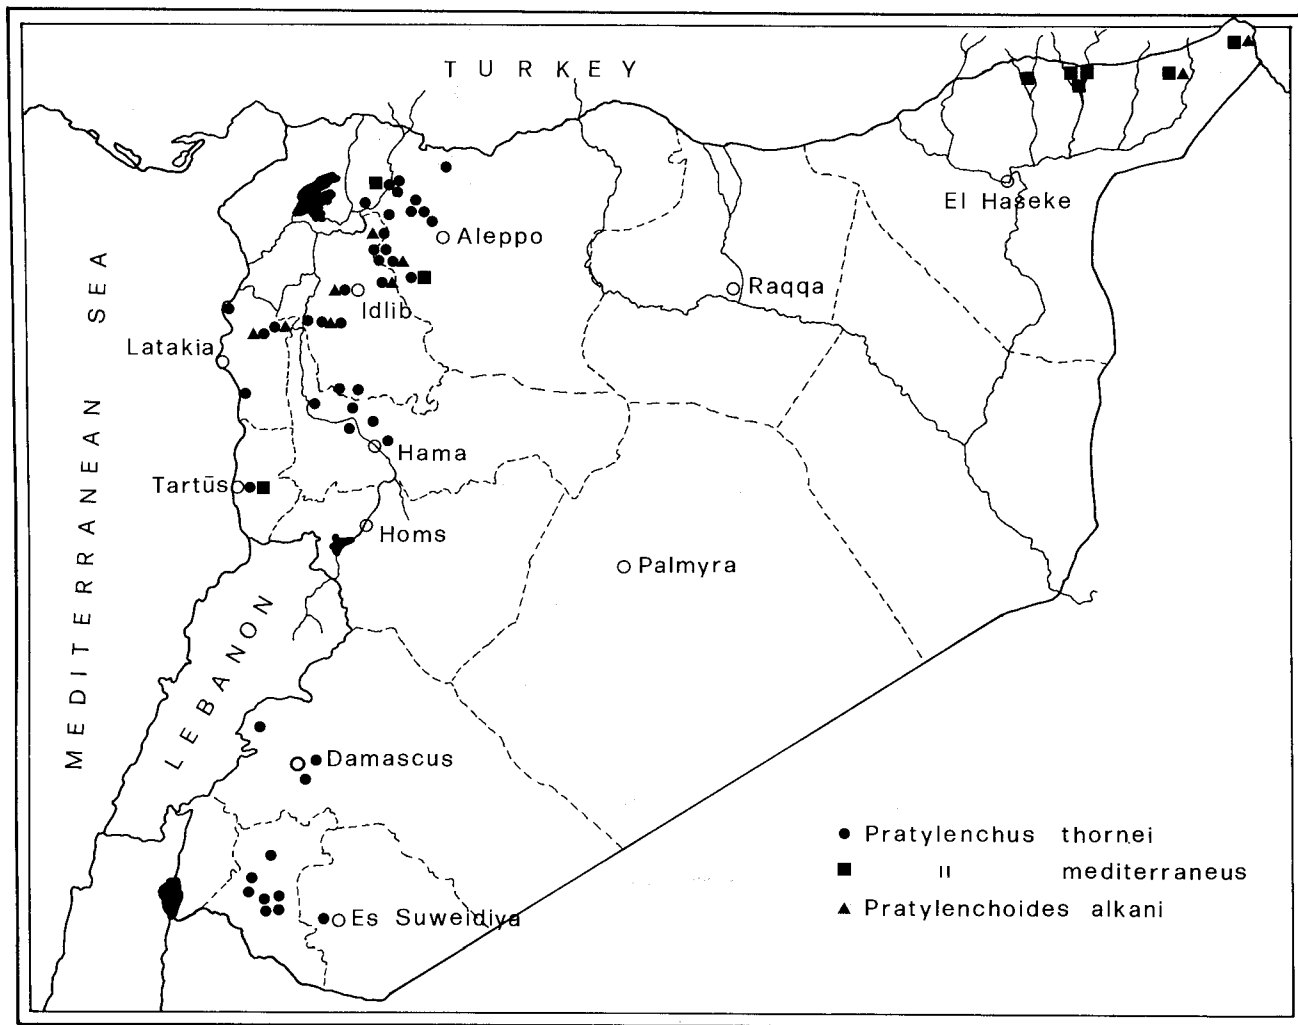 TURKEY
El Haseke
Aleppo
Raqqa
Idlib
MEDITERRANEAN SEA
Latakia
Hama
Tartūs
Homs
Palmyra
LEBANON
Damascus
Pratylenchus thornei
" mediterraneus
Pratylenchoides alkani
Es Suweidiya